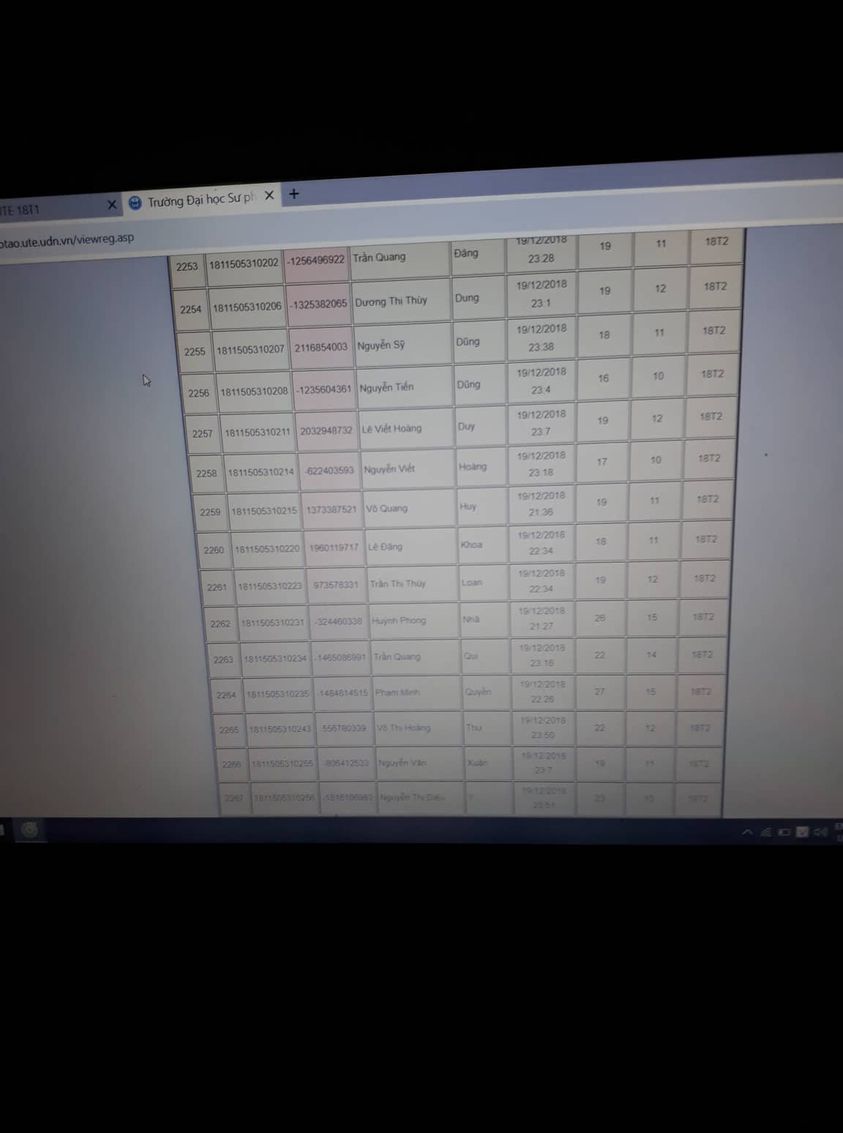 UTE 18T1
Trường Đại học Sư ph
otao.ute.udn.vn/viewreg.asp
2253 1811505310202 -1256496922 Trần Quang Đăng 19/12/2018 23:28 19 11 18T2
2254 1811505310206 -1325382065 Dương Thị Thùy Dung 19/12/2018 23:1 19 12 18T2
2255 1811505310207 2116854003 Nguyễn Sỹ Dũng 19/12/2018 23:38 18 11 18T2
2256 1811505310208 -1235604361 Nguyễn Tiến Dũng 19/12/2018 23:4 16 10 18T2
2257 1811505310211 2032948732 Lê Viết Hoàng Duy 19/12/2018 23:7 19 12 18T2
2258 1811505310214 -622403593 Nguyễn Viết Hoàng 19/12/2018 23:18 17 10 18T2
2259 1811505310215 1373387521 Võ Quang Huy 19/12/2018 21:36 19 11 18T2
2260 1811505310220 1960119717 Lê Đăng Khoa 19/12/2018 22:34 18 11 18T2
2261 1811505310223 973578331 Trần Thị Thùy Loan 19/12/2018 22:34 19 12 18T2
2262 1811505310231 -324460338 Huỳnh Phong Nhã 19/12/2018 21:27 26 15 18T2
2263 1811505310234 -1465086991 Trần Quang Qui 19/12/2018 23:16 22 14 18T2
2264 1811505310235 -1484814515 Phạm Minh Quyền 19/12/2018 22:26 27 15 18T2
2265 1811505310243 556780339 Võ Thị Hoàng Thu 19/12/2018 23:50 22 12 18T2
2266 1811505310255 Nguyễn Văn Xuân 19/12/2018 23:7 19 11 18T2
2267 1811505310256 Nguyễn Thị Diệu 19/12/2018 23:51 18T2